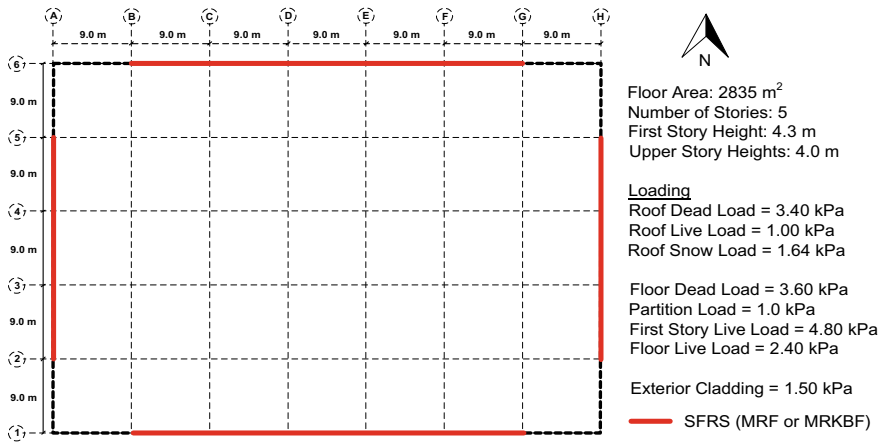 A B C D E F G H
9.0 m 9.0 m 9.0 m 9.0 m 9.0 m 9.0 m 9.0 m
6
9.0 m
5
9.0 m
4
9.0 m
3
9.0 m
2
9.0 m
1
N
Floor Area: 2835 m²
Number of Stories: 5
First Story Height: 4.3 m
Upper Story Heights: 4.0 m
Loading
Roof Dead Load = 3.40 kPa
Roof Live Load = 1.00 kPa
Roof Snow Load = 1.64 kPa
Floor Dead Load = 3.60 kPa
Partition Load = 1.0 kPa
First Story Live Load = 4.80 kPa
Floor Live Load = 2.40 kPa
Exterior Cladding = 1.50 kPa
SFRS (MRF or MRKBF)